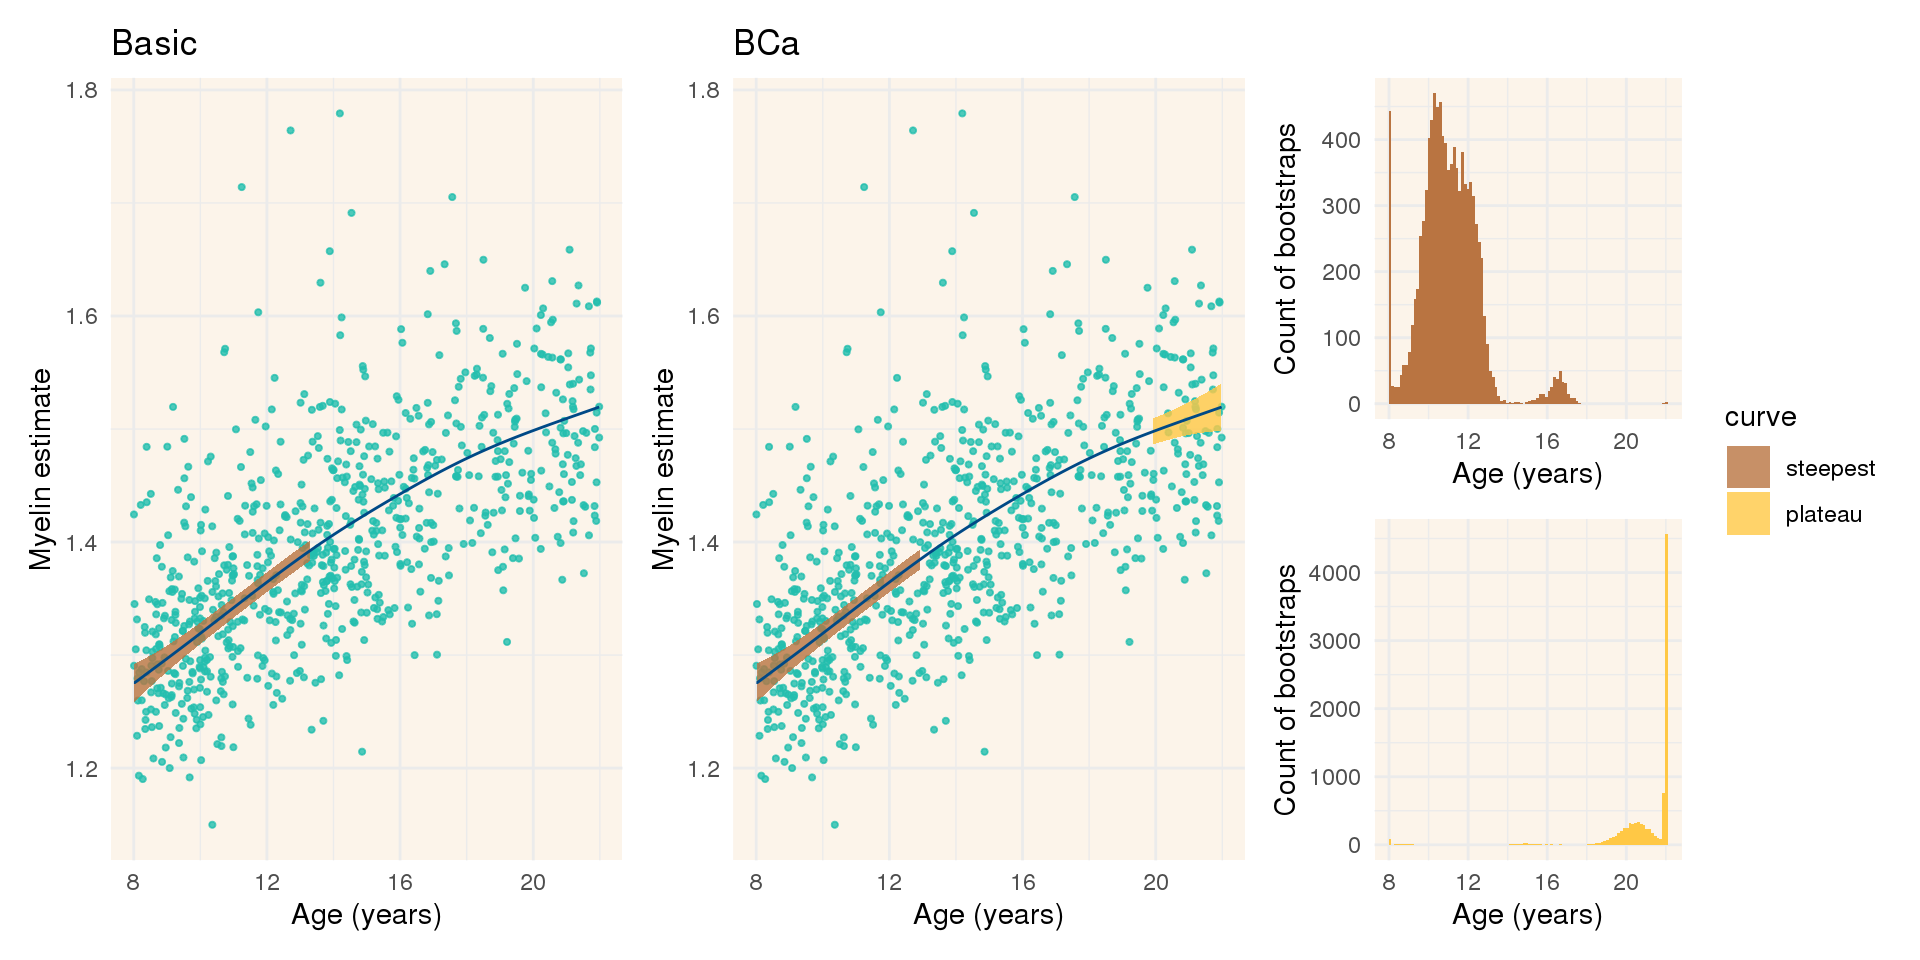 Basic
BCa
1.8
1.6
1.4
1.2
Myelin estimate
8 12 16 20
Age (years)
1.8
1.6
1.4
1.2
Myelin estimate
8 12 16 20
Age (years)
400
300
200
100
0
Count of bootstraps
8 12 16 20
Age (years)
4000
3000
2000
1000
0
Count of bootstraps
8 12 16 20
Age (years)
curve
steepest
plateau